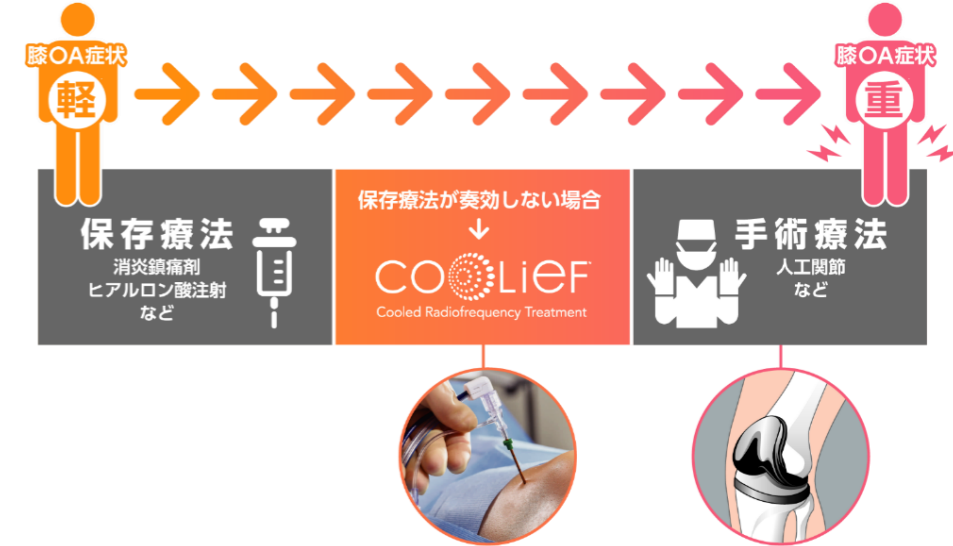 膝OA症状
軽
膝OA症状
重
保存療法
消炎鎮痛剤
ヒアルロン酸注射
など
保存療法が奏効しない場合
COOLIEF
Cooled Radiofrequency Treatment
手術療法
人工関節
など